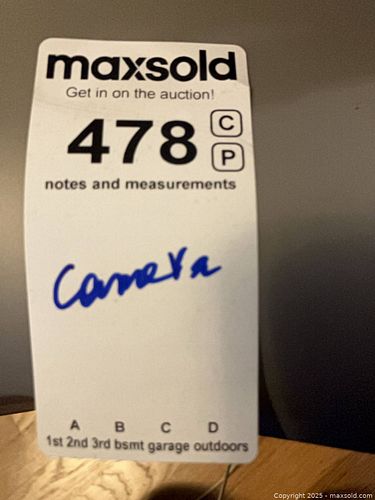 maxsold
Get in on the auction!
478 C
P
notes and measurements
Camera
A B C D
1st 2nd 3rd bsmt garage outdoors
Copyright © 2025 - maxsold.com